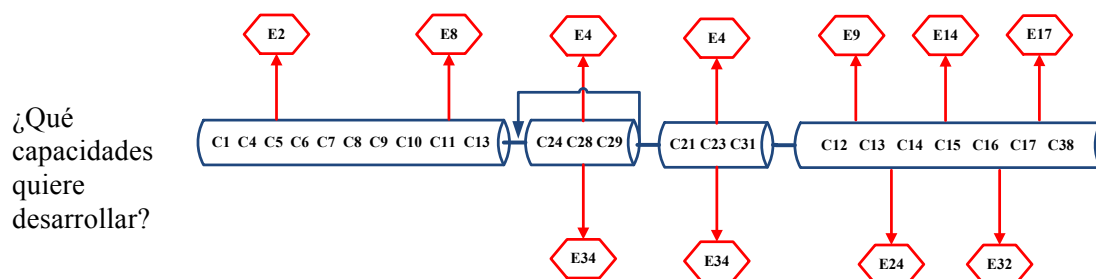 E2 E8 E4 E4 E9 E14 E17
¿Qué
capacidades
quiere
desarrollar?
C1 C4 C5 C6 C7 C8 C9 C10 C11 C13
C24 C28 C29
C21 C23 C31
C12 C13 C14 C15 C16 C17 C38
E34 E34 E24 E32